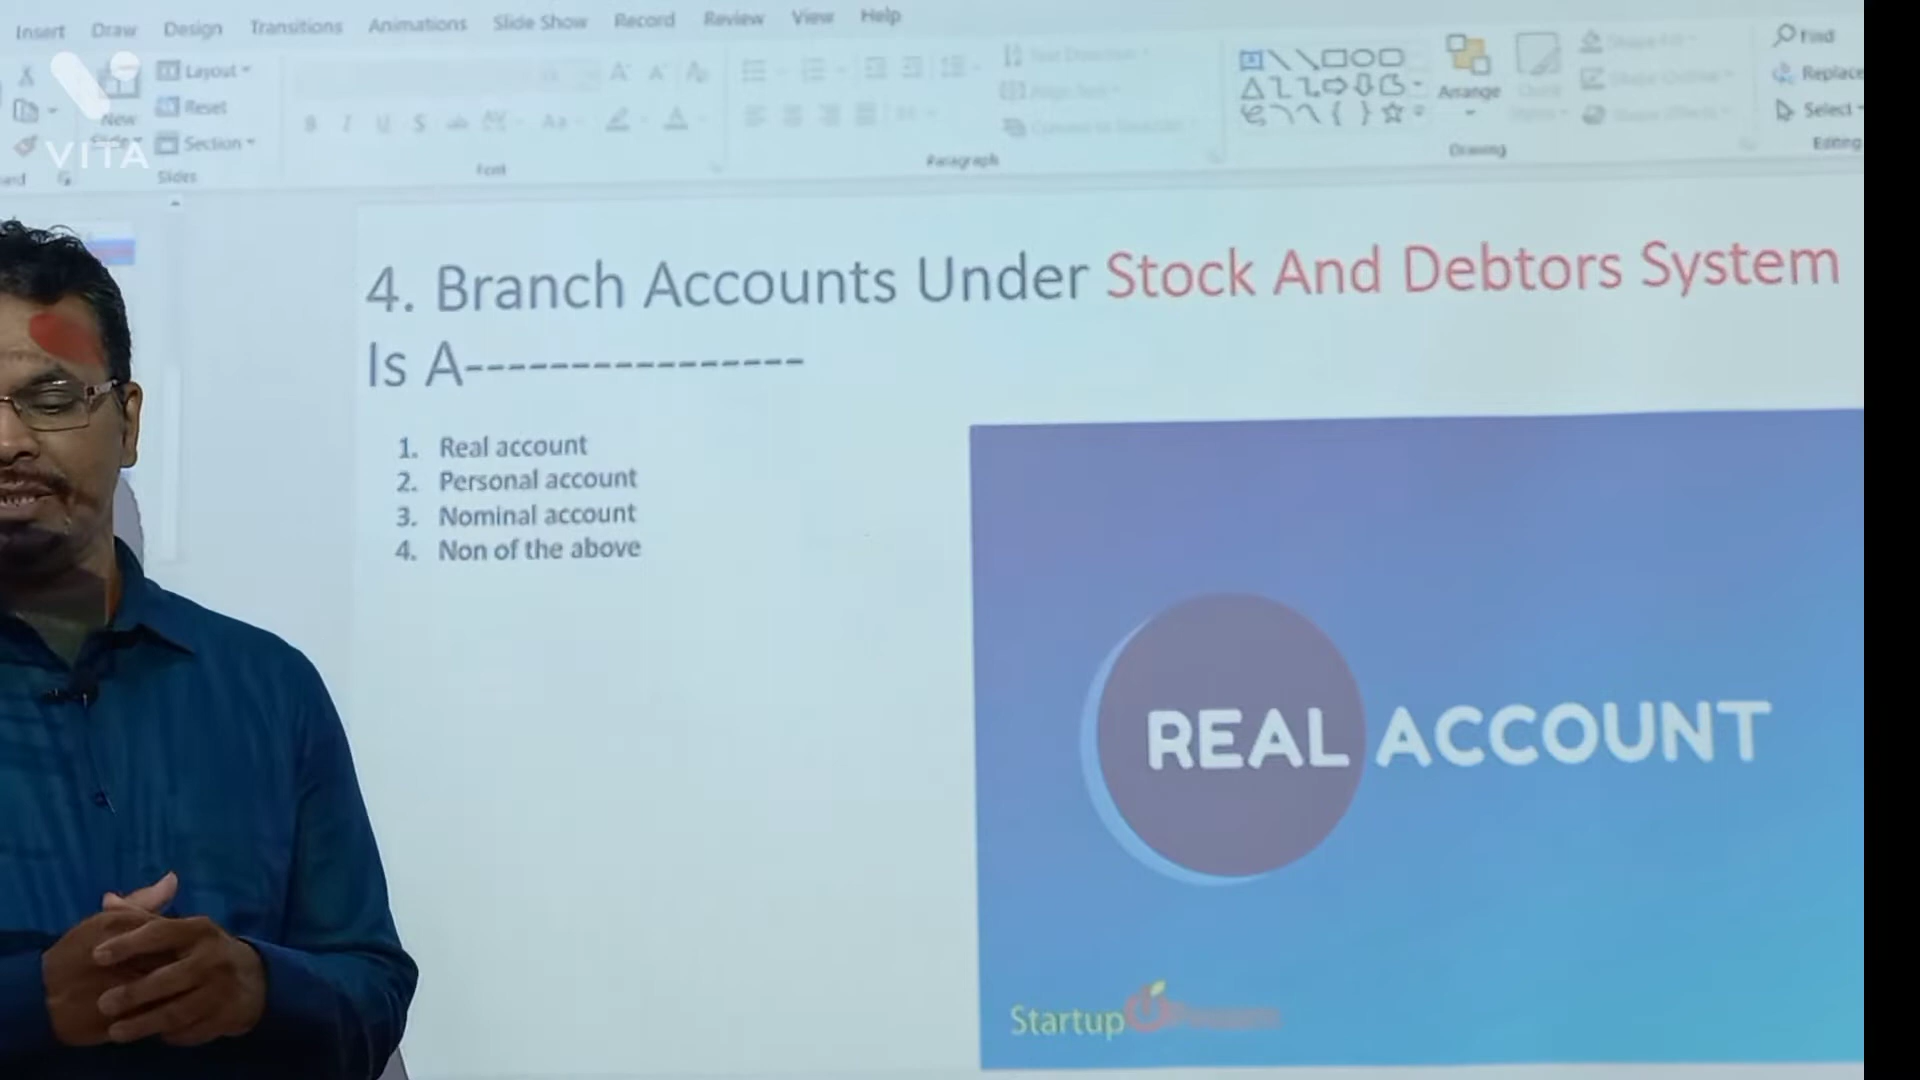 Insert Draw Design Transitions Animations Slide Show Record Review View Help
Layout
Reset
Section
New
Slides
Font
Paragraph
Arrange
Drawing
Find
Replace
Select
Editing
VITA
4. Branch Accounts Under Stock And Debtors System
Is A----------------
1. Real account
2. Personal account
3. Nominal account
4. Non of the above
REAL ACCOUNT
Startup